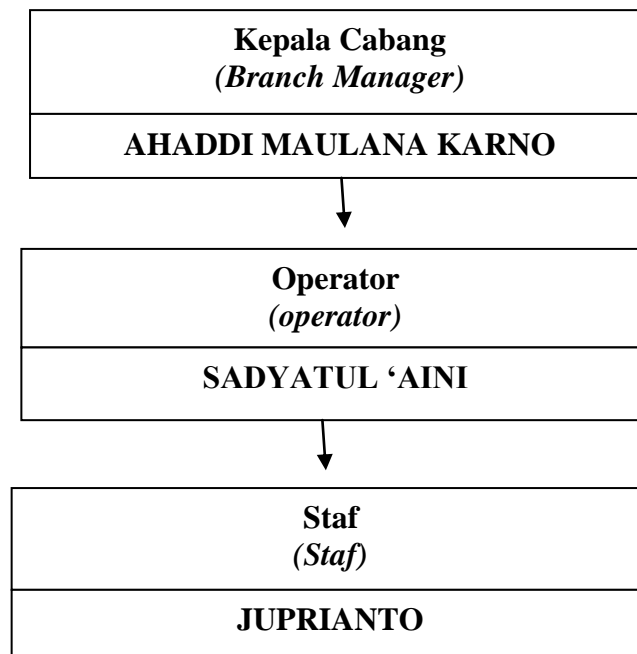 Kepala Cabang
(Branch Manager)
AHADDI MAULANA KARNO
Operator
(operator)
SADYATUL ‘AINI
Staf
(Staf)
JUPRIANTO